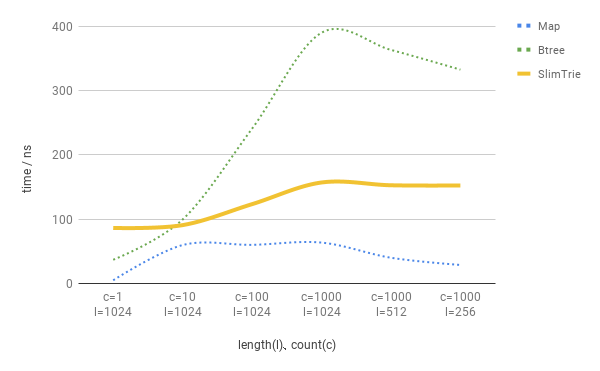 400
300
200
100
0
time / ns
c=1 c=10 c=100 c=1000 c=1000 c=1000
l=1024 l=1024 l=1024 l=1024 l=512 l=256
length(l)、count(c)
Map
Btree
SlimTrie